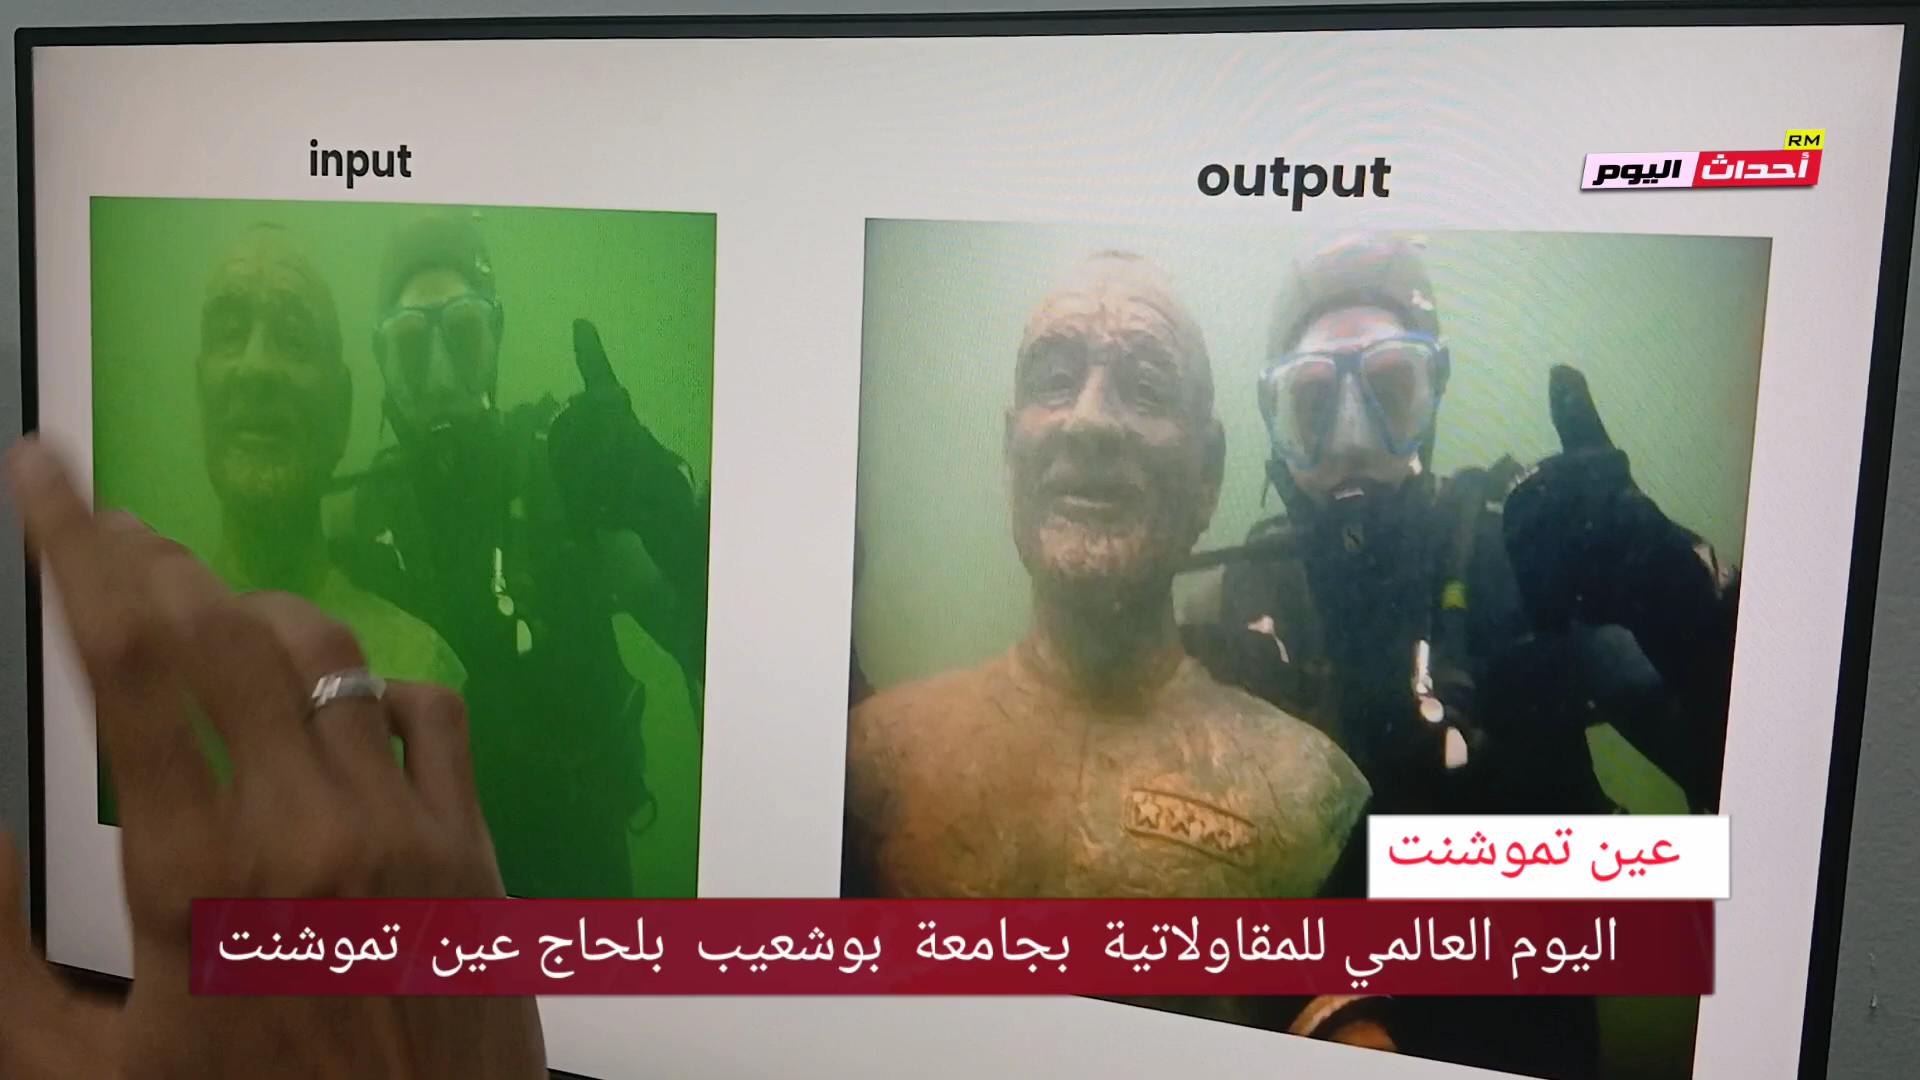 input
output
RM
أحداث اليوم
عين تموشنت
اليوم العالمي للمقاولاتية بجامعة بوشعيب بلحاج عين تموشنت